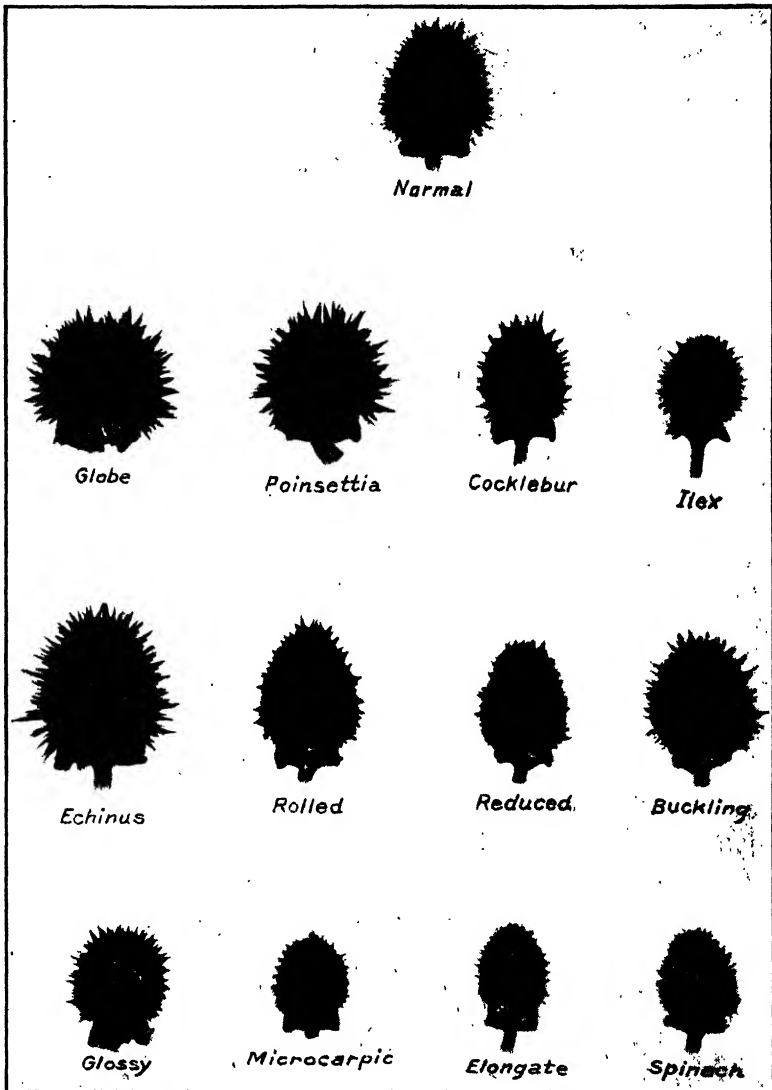 Normal
Globe Poinsettia Cocklebur Ilex
Echinus Rolled Reduced. Buckling
Glossy Microcarpic Elongate Spinach